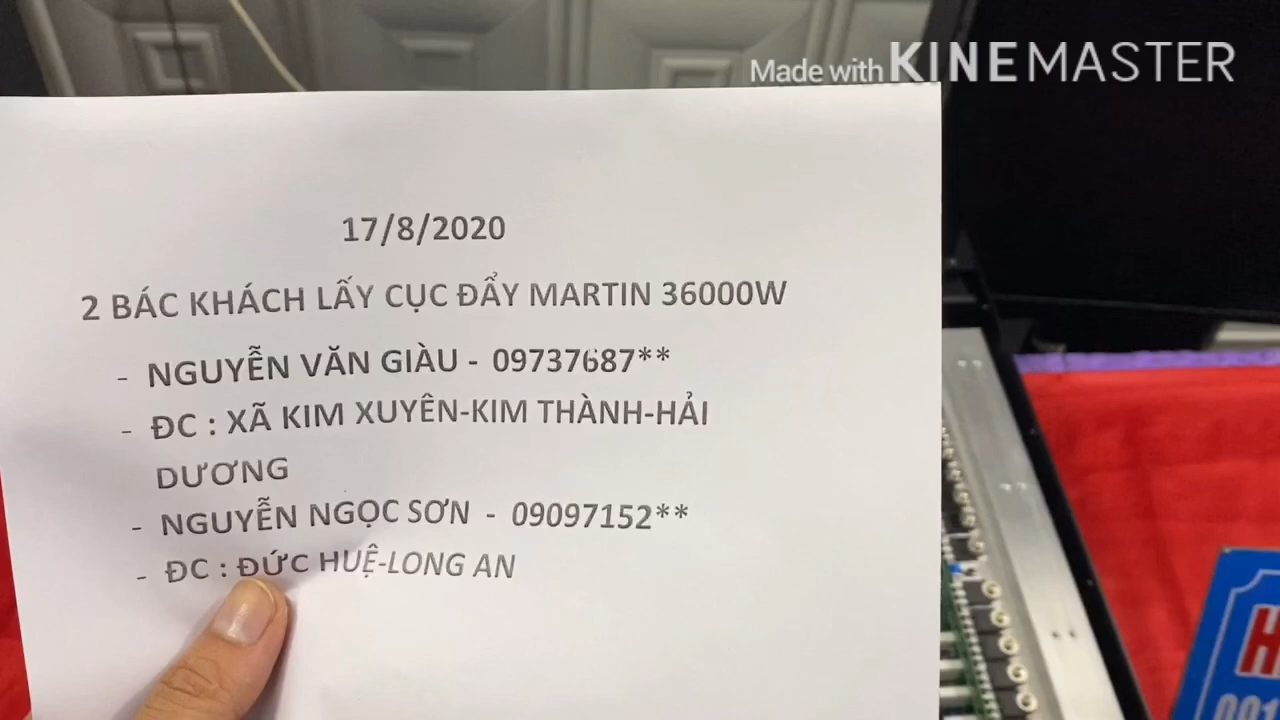 Made with KINEMASTER
17/8/2020
2 BÁC KHÁCH LẤY CỤC ĐẨY MARTIN 36000W
- NGUYỄN VĂN GIÀU - 09737687**
- ĐC : XÃ KIM XUYÊN-KIM THÀNH-HẢI
DƯƠNG
- NGUYỄN NGỌC SƠN - 09097152**
- ĐC : ĐỨC HUỆ-LONG AN